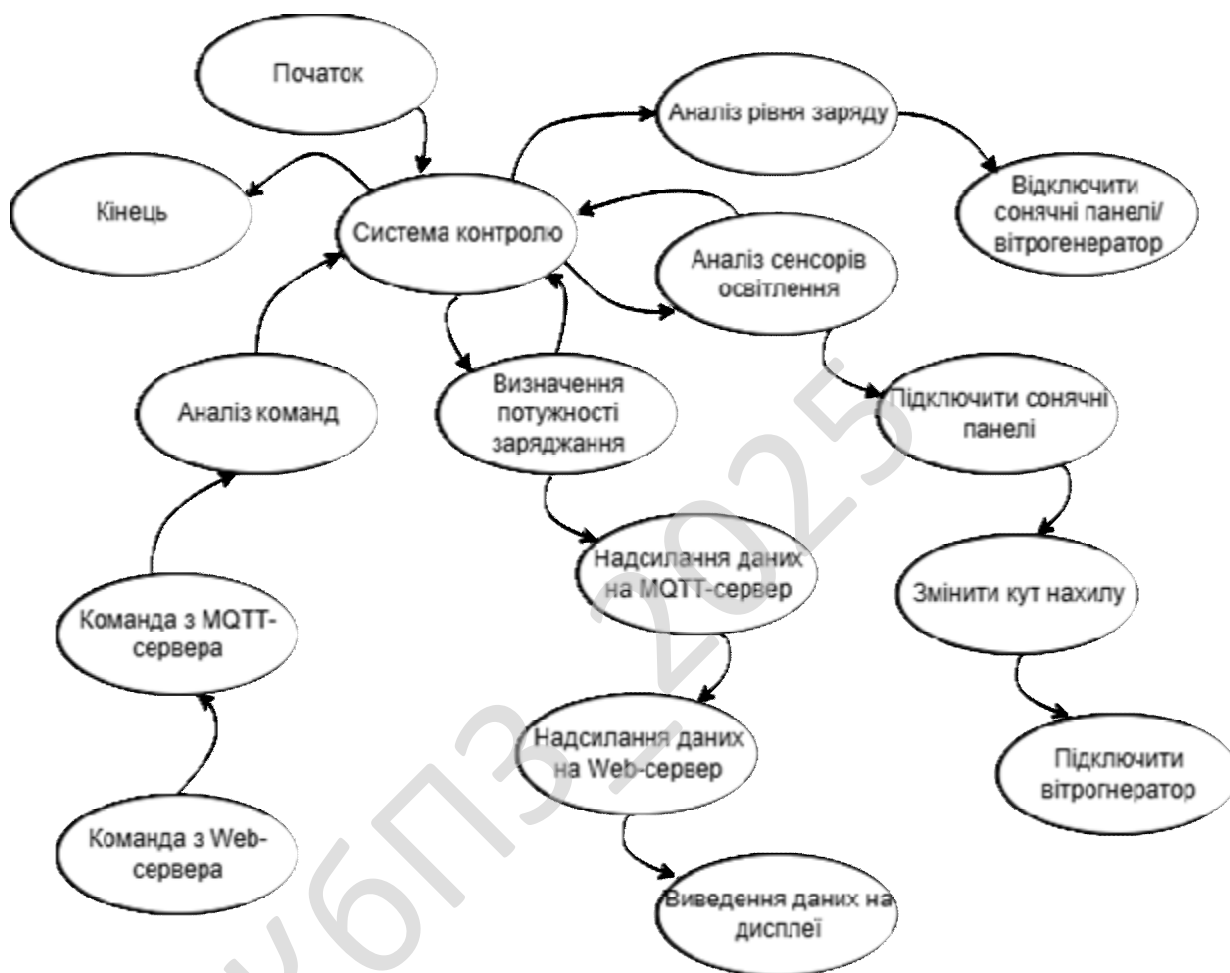 Початок
Аналіз рівня заряду
Кінець
Система контролю
Відключити
сонячні панелі/
вітрогенератор
Аналіз сенсорів
освітлення
Аналіз команд
Визначення
потужності
заряджання
Підключити сонячні
панелі
Надсилання даних
на MQTT-сервер
Змінити кут нахилу
Команда з MQTT-
сервера
Надсилання даних
на Web-сервер
Підключити
вітрогнератор
Команда з Web-
сервера
Виведення даних на
дисплеї
КбПЗ_2025